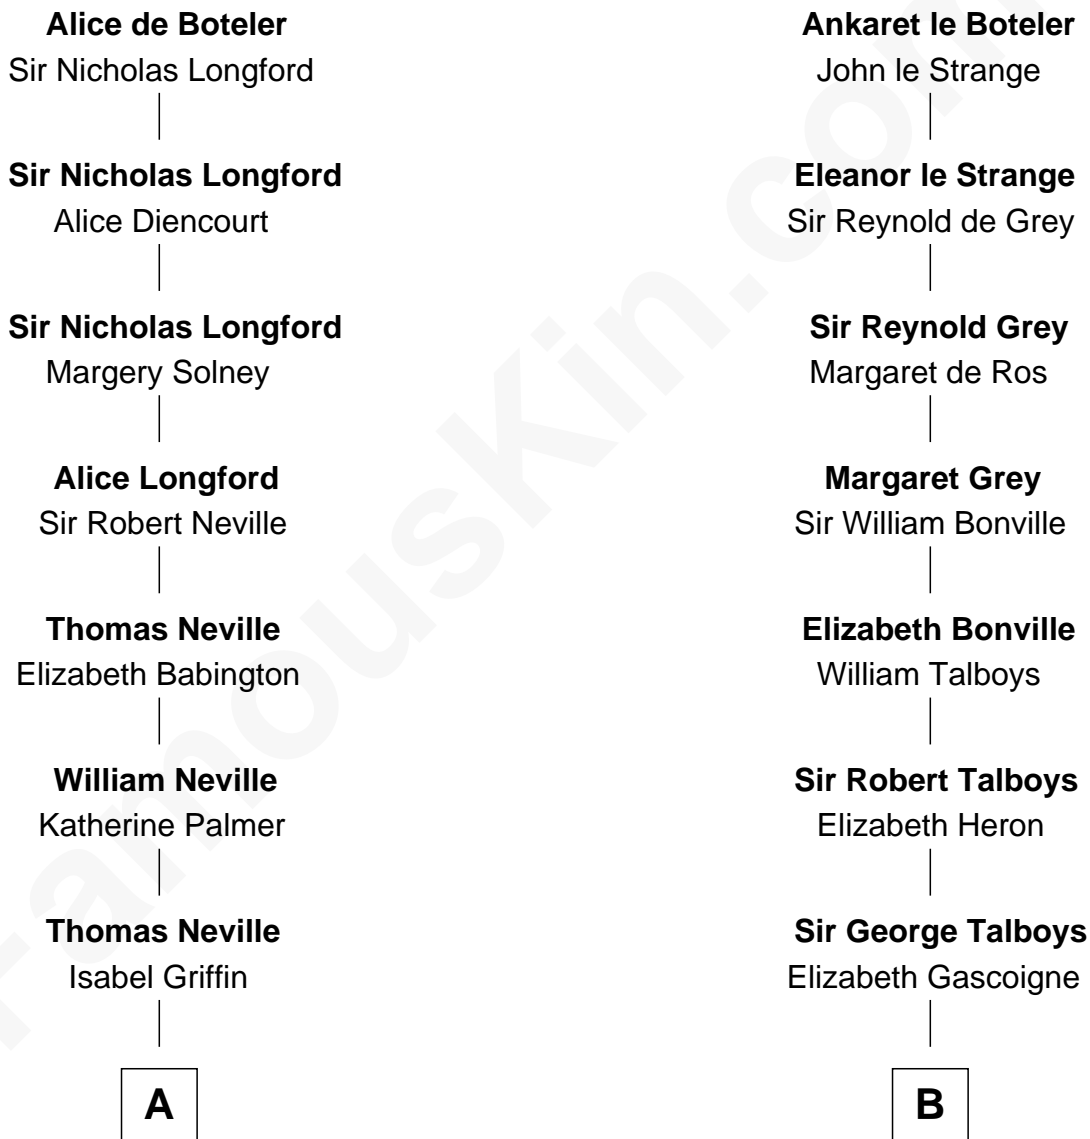 Alice de Boteler
Sir Nicholas Longford
Sir Nicholas Longford
Alice Diencourt
Sir Nicholas Longford
Margery Solney
Alice Longford
Sir Robert Neville
Thomas Neville
Elizabeth Babington
William Neville
Katherine Palmer
Thomas Neville
Isabel Griffin
A
Ankaret le Boteler
John le Strange
Eleanor le Strange
Sir Reynold de Grey
Sir Reynold Grey
Margaret de Ros
Margaret Grey
Sir William Bonville
Elizabeth Bonville
William Talboys
Sir Robert Talboys
Elizabeth Heron
Sir George Talboys
Elizabeth Gascoigne
B
FamousKin.com